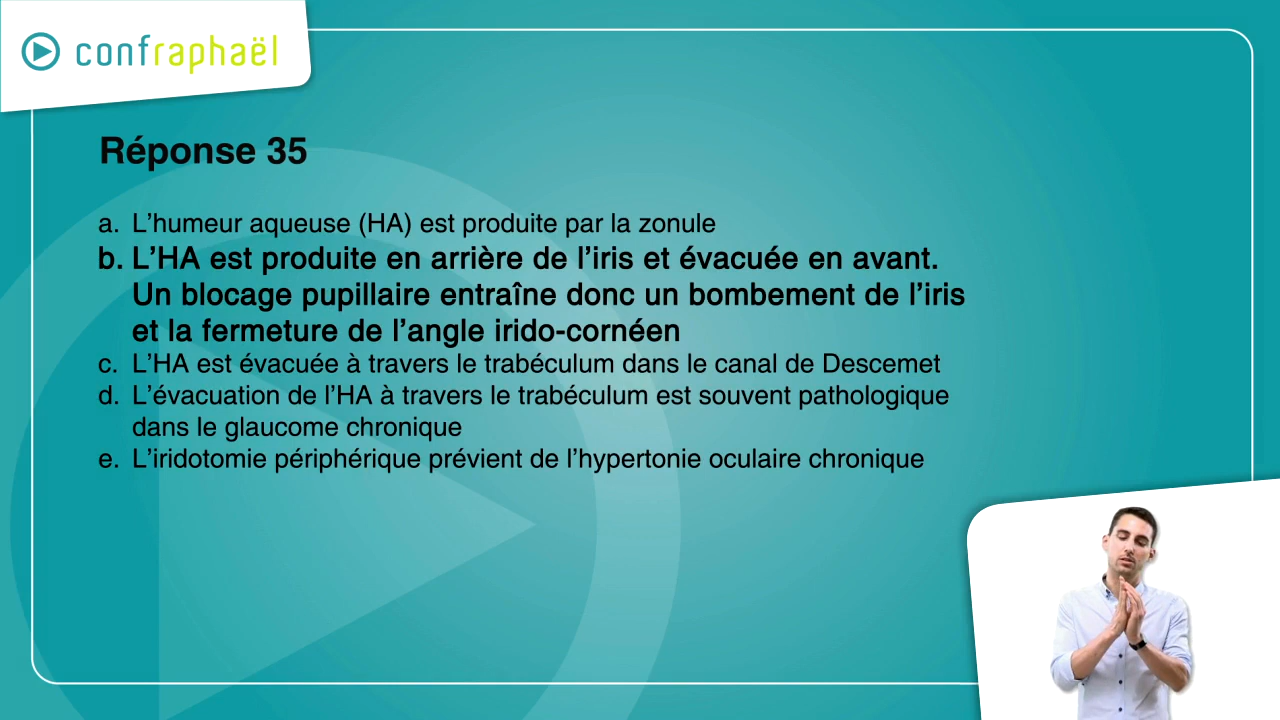 confraphaël
Réponse 35
a. L’humeur aqueuse (HA) est produite par la zonule
b. L’HA est produite en arrière de l’iris et évacuée en avant.
Un blocage pupillaire entraîne donc un bombement de l’iris
et la fermeture de l’angle irido-cornéen
c. L’HA est évacuée à travers le trabéculum dans le canal de Descemet
d. L’évacuation de l’HA à travers le trabéculum est souvent pathologique
dans le glaucome chronique
e. L’iridotomie périphérique prévient de l’hypertonie oculaire chronique